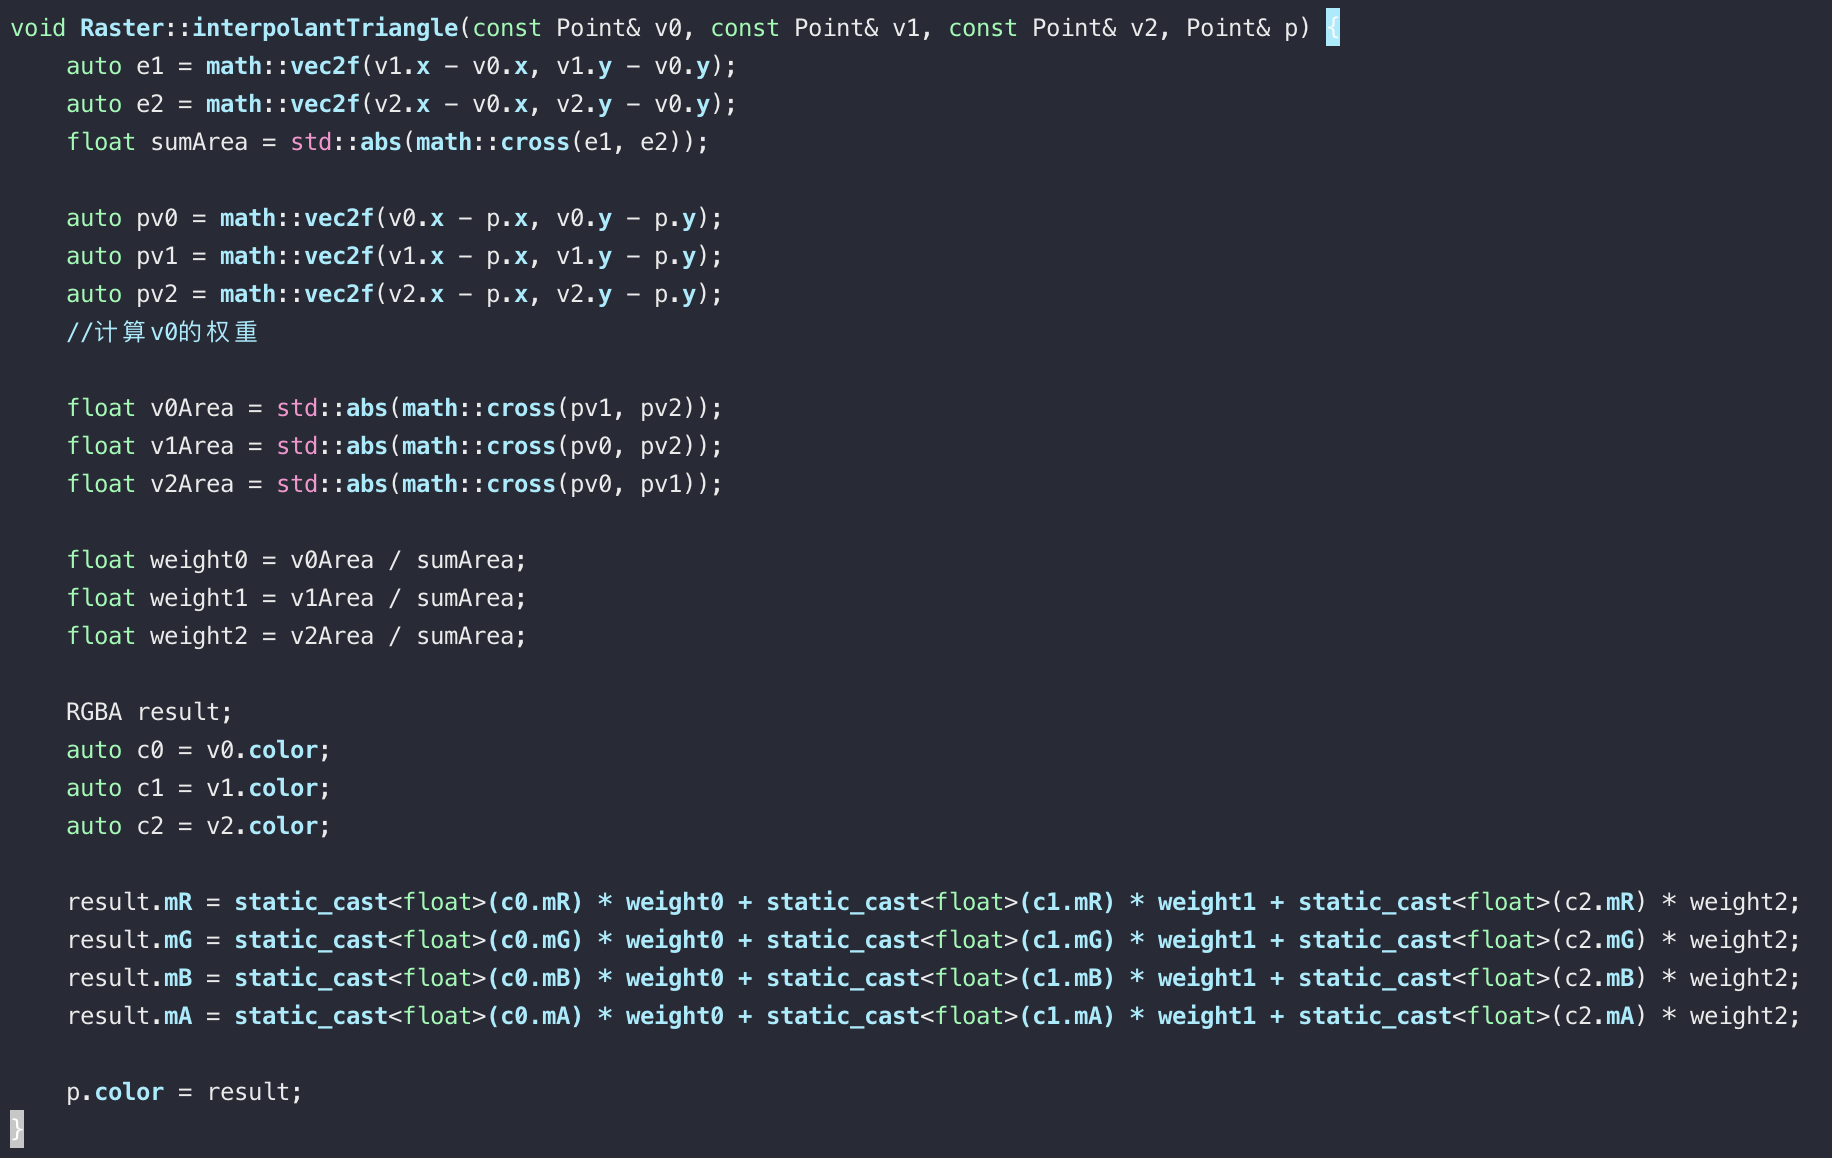 void Raster::interpolantTriangle(const Point& v0, const Point& v1, const Point& v2, Point& p) {
    auto e1 = math::vec2f(v1.x - v0.x, v1.y - v0.y);
    auto e2 = math::vec2f(v2.x - v0.x, v2.y - v0.y);
    float sumArea = std::abs(math::cross(e1, e2));

    auto pv0 = math::vec2f(v0.x - p.x, v0.y - p.y);
    auto pv1 = math::vec2f(v1.x - p.x, v1.y - p.y);
    auto pv2 = math::vec2f(v2.x - p.x, v2.y - p.y);
    //计算v0的权重

    float v0Area = std::abs(math::cross(pv1, pv2));
    float v1Area = std::abs(math::cross(pv0, pv2));
    float v2Area = std::abs(math::cross(pv0, pv1));

    float weight0 = v0Area / sumArea;
    float weight1 = v1Area / sumArea;
    float weight2 = v2Area / sumArea;

    RGBA result;
    auto c0 = v0.color;
    auto c1 = v1.color;
    auto c2 = v2.color;

    result.mR = static_cast<float>(c0.mR) * weight0 + static_cast<float>(c1.mR) * weight1 + static_cast<float>(c2.mR) * weight2;
    result.mG = static_cast<float>(c0.mG) * weight0 + static_cast<float>(c1.mG) * weight1 + static_cast<float>(c2.mG) * weight2;
    result.mB = static_cast<float>(c0.mB) * weight0 + static_cast<float>(c1.mB) * weight1 + static_cast<float>(c2.mB) * weight2;
    result.mA = static_cast<float>(c0.mA) * weight0 + static_cast<float>(c1.mA) * weight1 + static_cast<float>(c2.mA) * weight2;

    p.color = result;
}